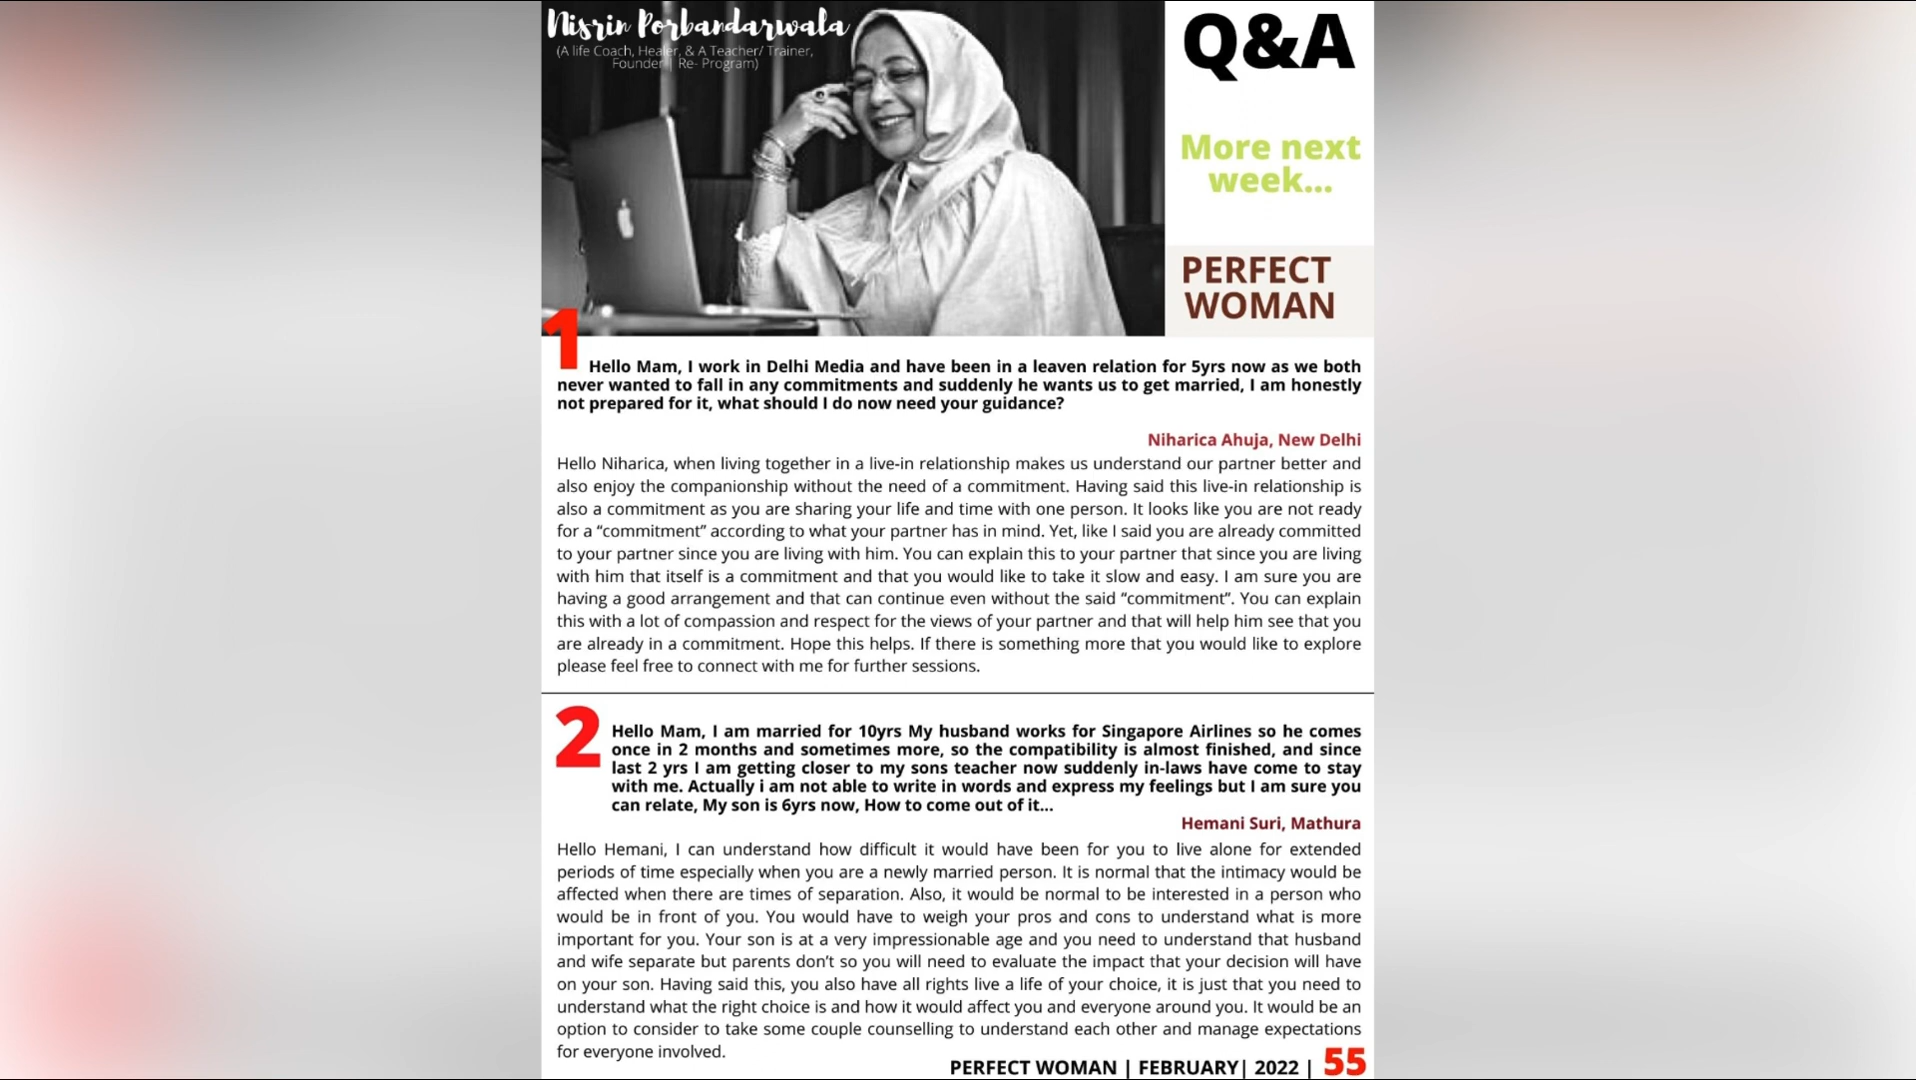 Nisrin Porbandarwala
(A life Coach, Healer, & A Teacher/ Trainer,
Founder | Re- Program)
Q&A
More next
week...
PERFECT
WOMAN
1
Hello Mam, I work in Delhi Media and have been in a leaven relation for 5yrs now as we both
never wanted to fall in any commitments and suddenly he wants us to get married, I am honestly
not prepared for it, what should I do now need your guidance?
Niharica Ahuja, New Delhi
Hello Niharica, when living together in a live-in relationship makes us understand our partner better and
also enjoy the companionship without the need of a commitment. Having said this live-in relationship is
also a commitment as you are sharing your life and time with one person. It looks like you are not ready
for a “commitment” according to what your partner has in mind. Yet, like I said you are already committed
to your partner since you are living with him. You can explain this to your partner that since you are living
with him that itself is a commitment and that you would like to take it slow and easy. I am sure you are
having a good arrangement and that can continue even without the said “commitment”. You can explain
this with a lot of compassion and respect for the views of your partner and that will help him see that you
are already in a commitment. Hope this helps. If there is something more that you would like to explore
please feel free to connect with me for further sessions.
2
Hello Mam, I am married for 10yrs My husband works for Singapore Airlines so he comes
once in 2 months and sometimes more, so the compatibility is almost finished, and since
last 2 yrs I am getting closer to my sons teacher now suddenly in-laws have come to stay
with me. Actually i am not able to write in words and express my feelings but I am sure you
can relate, My son is 6yrs now, How to come out of it...
Hemani Suri, Mathura
Hello Hemani, I can understand how difficult it would have been for you to live alone for extended
periods of time especially when you are a newly married person. It is normal that the intimacy would be
affected when there are times of separation. Also, it would be normal to be interested in a person who
would be in front of you. You would have to weigh your pros and cons to understand what is more
important for you. Your son is at a very impressionable age and you need to understand that husband
and wife separate but parents don’t so you will need to evaluate the impact that your decision will have
on your son. Having said this, you also have all rights live a life of your choice, it is just that you need to
understand what the right choice is and how it would affect you and everyone around you. It would be an
option to consider to take some couple counselling to understand each other and manage expectations
for everyone involved.
PERFECT WOMAN | FEBRUARY| 2022 | 55